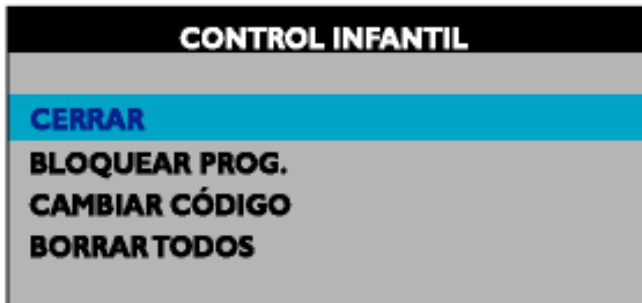 CONTROL INFANTIL
CERRAR
BLOQUEAR PROG.
CAMBIAR CÓDIGO
BORRAR TODOS